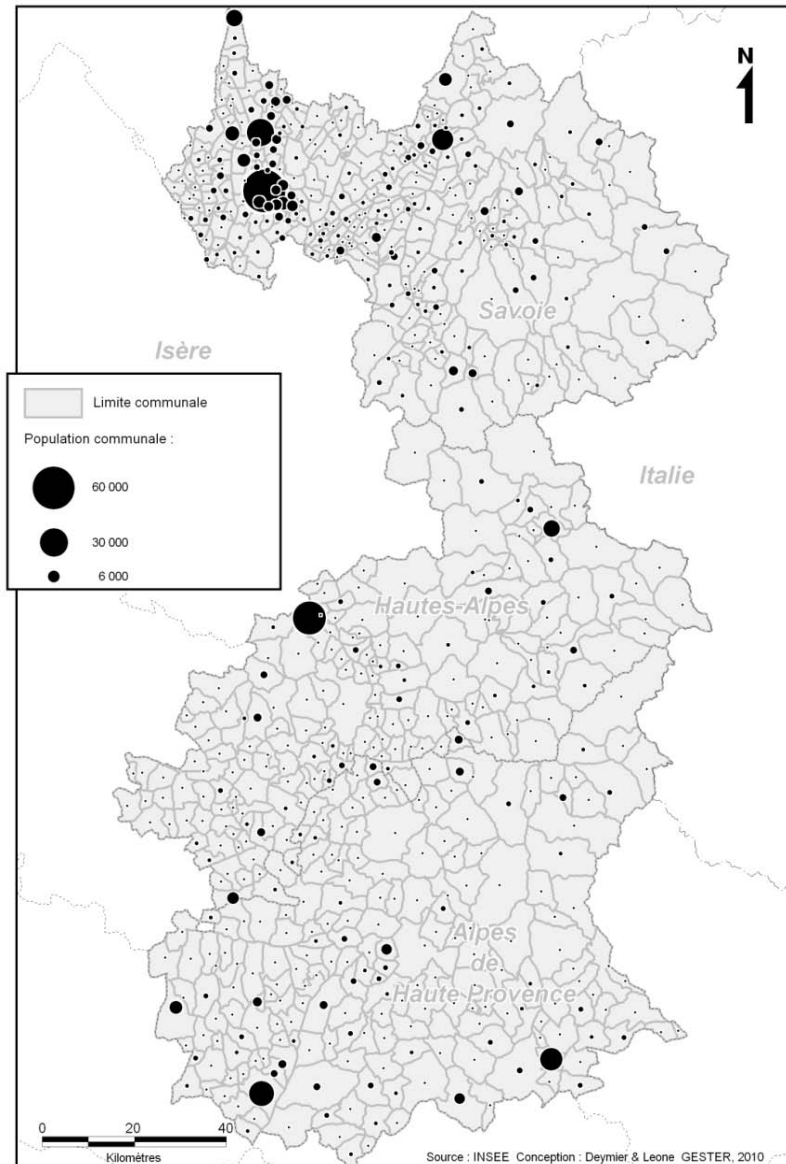 N
Savoie
Isère
Limite communale
Population communale :
60 000
30 000
6 000
Italie
Hautes-Alpes
Alpes
de
Haute Provence
0 20 40
Kilomètres
Source : INSEE Conception : Deymier & Leone GESTER, 2010